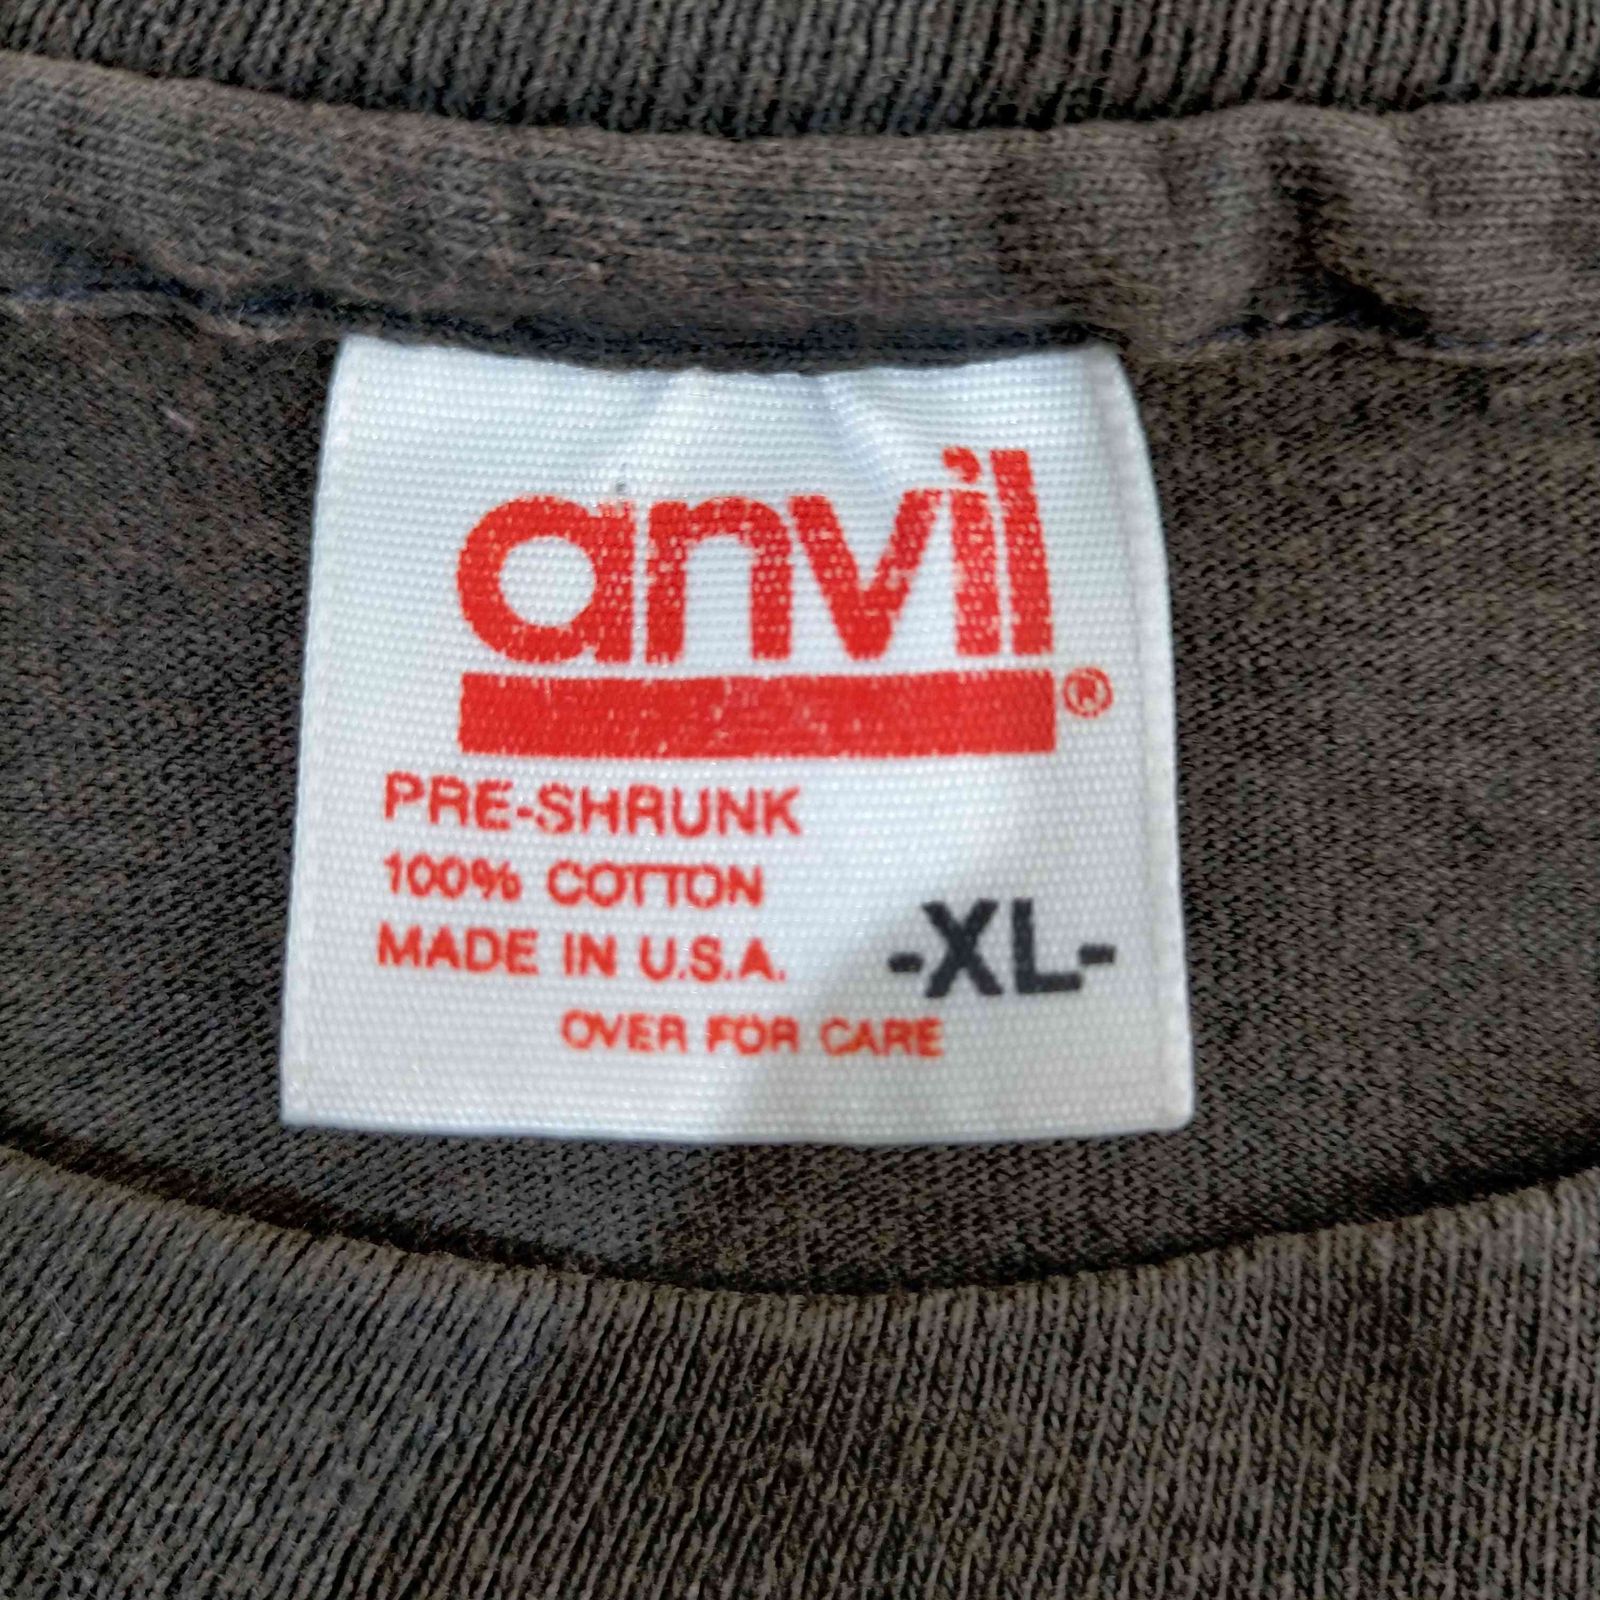 anvil®
PRE-SHRUNK
100% COTTON
MADE IN U.S.A. -XL-
OVER FOR CARE